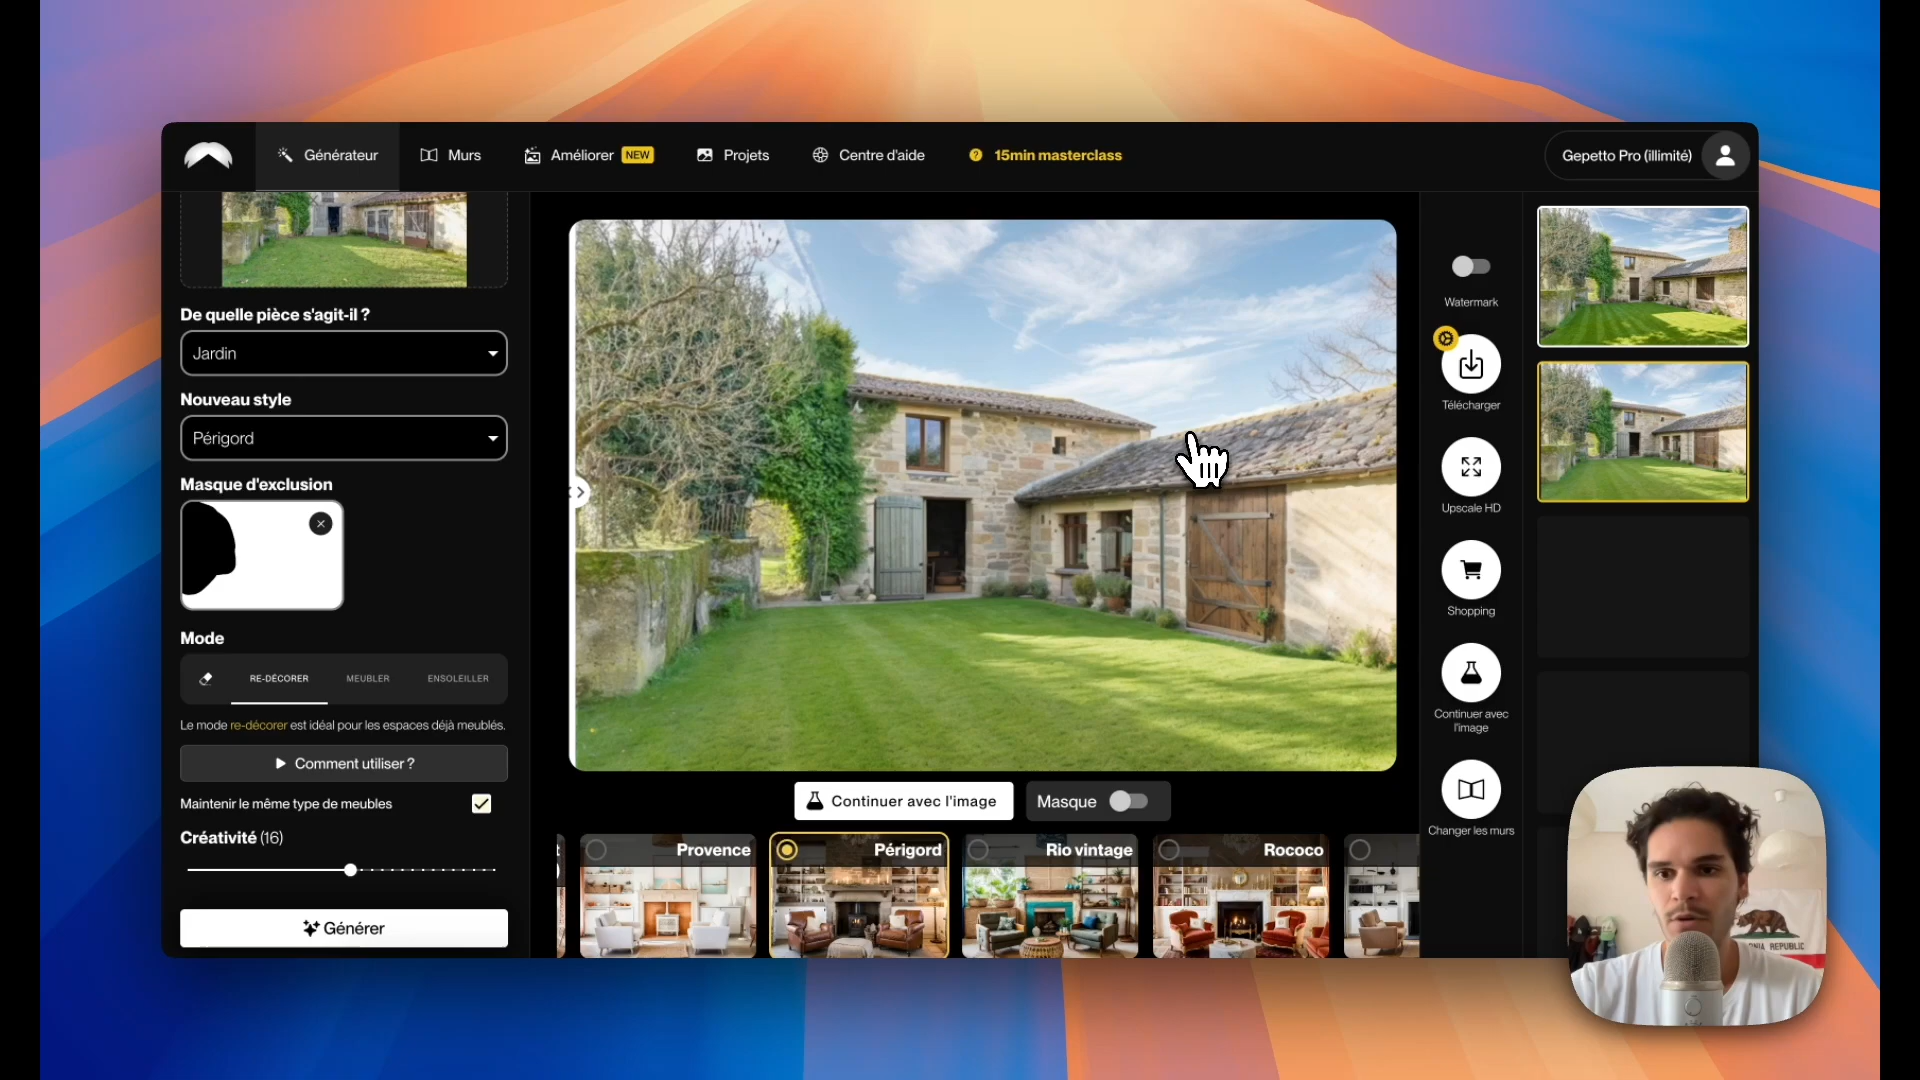 Générateur
Murs
Améliorer NEW
Projets
Centre d'aide
15min masterclass
Gepetto Pro (illimité)
De quelle pièce s'agit-il ?
Jardin
Nouveau style
Périgord
Masque d'exclusion
Mode
RE-DÉCORER
MEUBLER
ENSOLEILLER
Le mode re-décorer est idéal pour les espaces déjà meublés.
Comment utiliser ?
Maintenir le même type de meubles
Créativité (16)
Générer
Continuer avec l'image
Masque
Provence
Périgord
Rio vintage
Rococo
Watermark
Télécharger
Upscale HD
Shopping
Continuer avec
l'image
Changer les murs
REPUBLIC